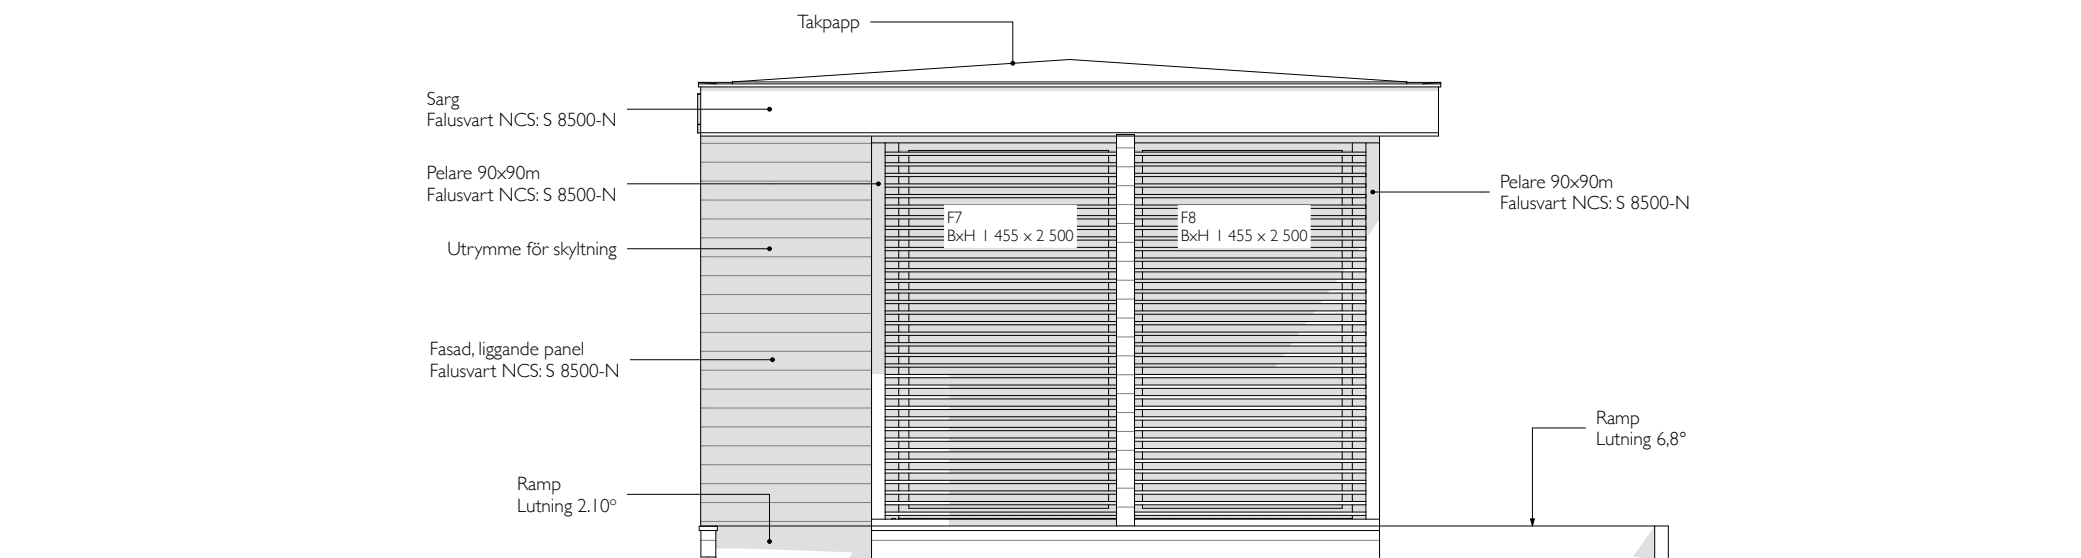 Takpapp
Sarg
Falusvart NCS: S 8500-N
Pelare 90x90m
Falusvart NCS: S 8500-N
Pelare 90x90m
Falusvart NCS: S 8500-N
F7
BxH 1 455 x 2 500
F8
BxH 1 455 x 2 500
Utrymme för skyltning
Fasad, liggande panel
Falusvart NCS: S 8500-N
Ramp
Lutning 6,8°
Ramp
Lutning 2.10°